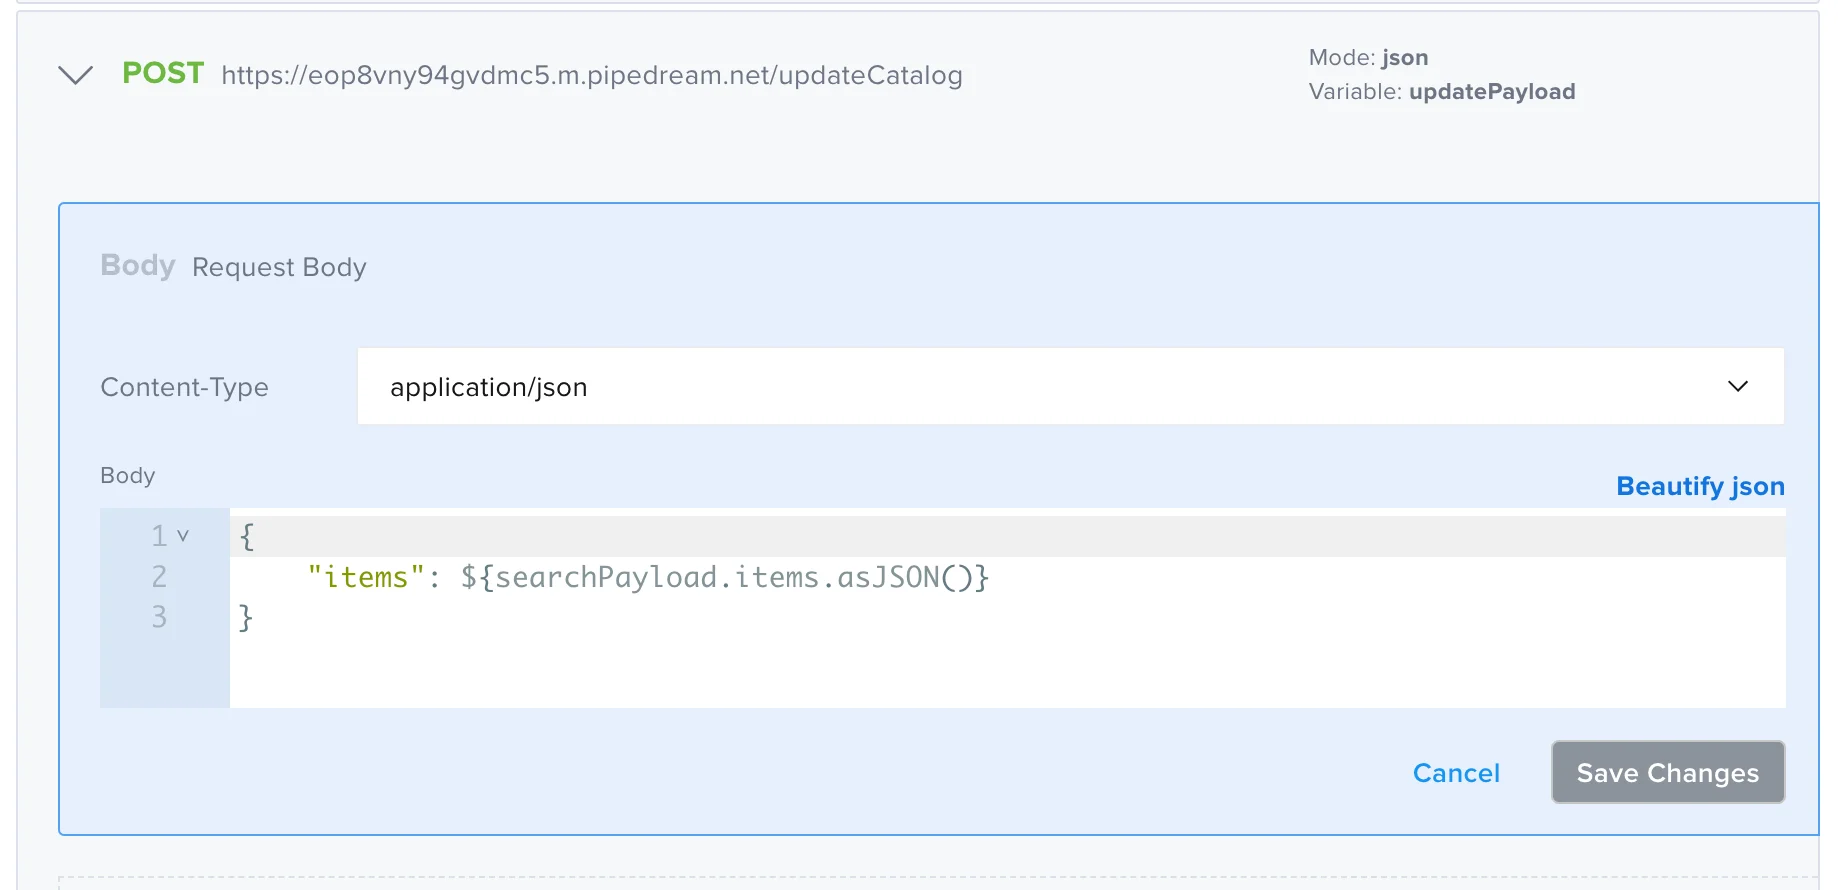 POST https://eop8vny94gvdmc5.m.pipedream.net/updateCatalog
Mode: json
Variable: updatePayload
Body Request Body
Content-Type application/json
Body
Beautify json
1 {
2 "items": ${searchPayload.items.asJSON()}
3 }
Cancel Save Changes